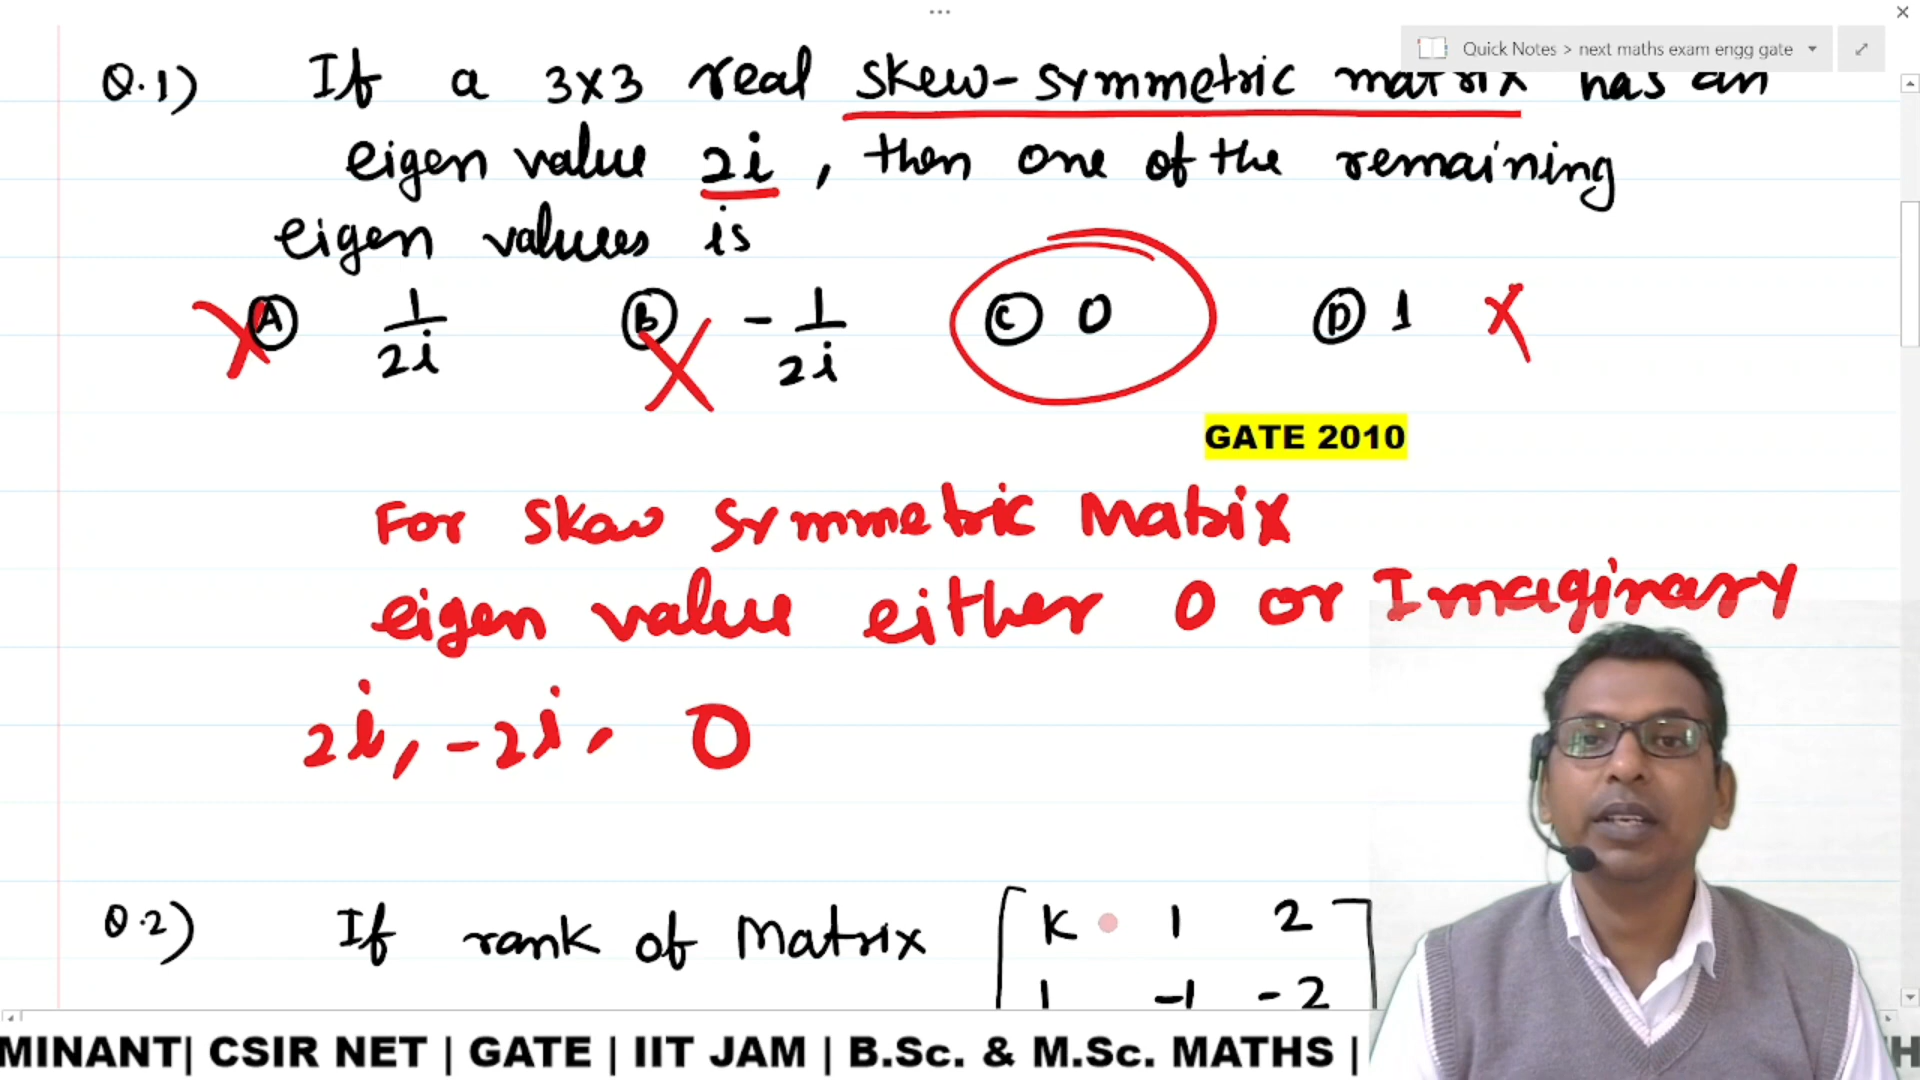 Quick Notes > next maths exam engg gate
Q.1) If a 3x3 real skew-symmetric matrix has an
eigen value 2i, then one of the remaining
eigen values is
(A) 1/2i (B) -1/2i (C) 0 (D) 1 X
GATE 2010
For Skew Symmetric Matrix
eigen value either 0 or Imaginary
2i, -2i, 0
Q.2) If rank of Matrix [ K 1 2 ]
1 -1 -2
MINANT| CSIR NET | GATE | IIT JAM | B.Sc. & M.Sc. MATHS |